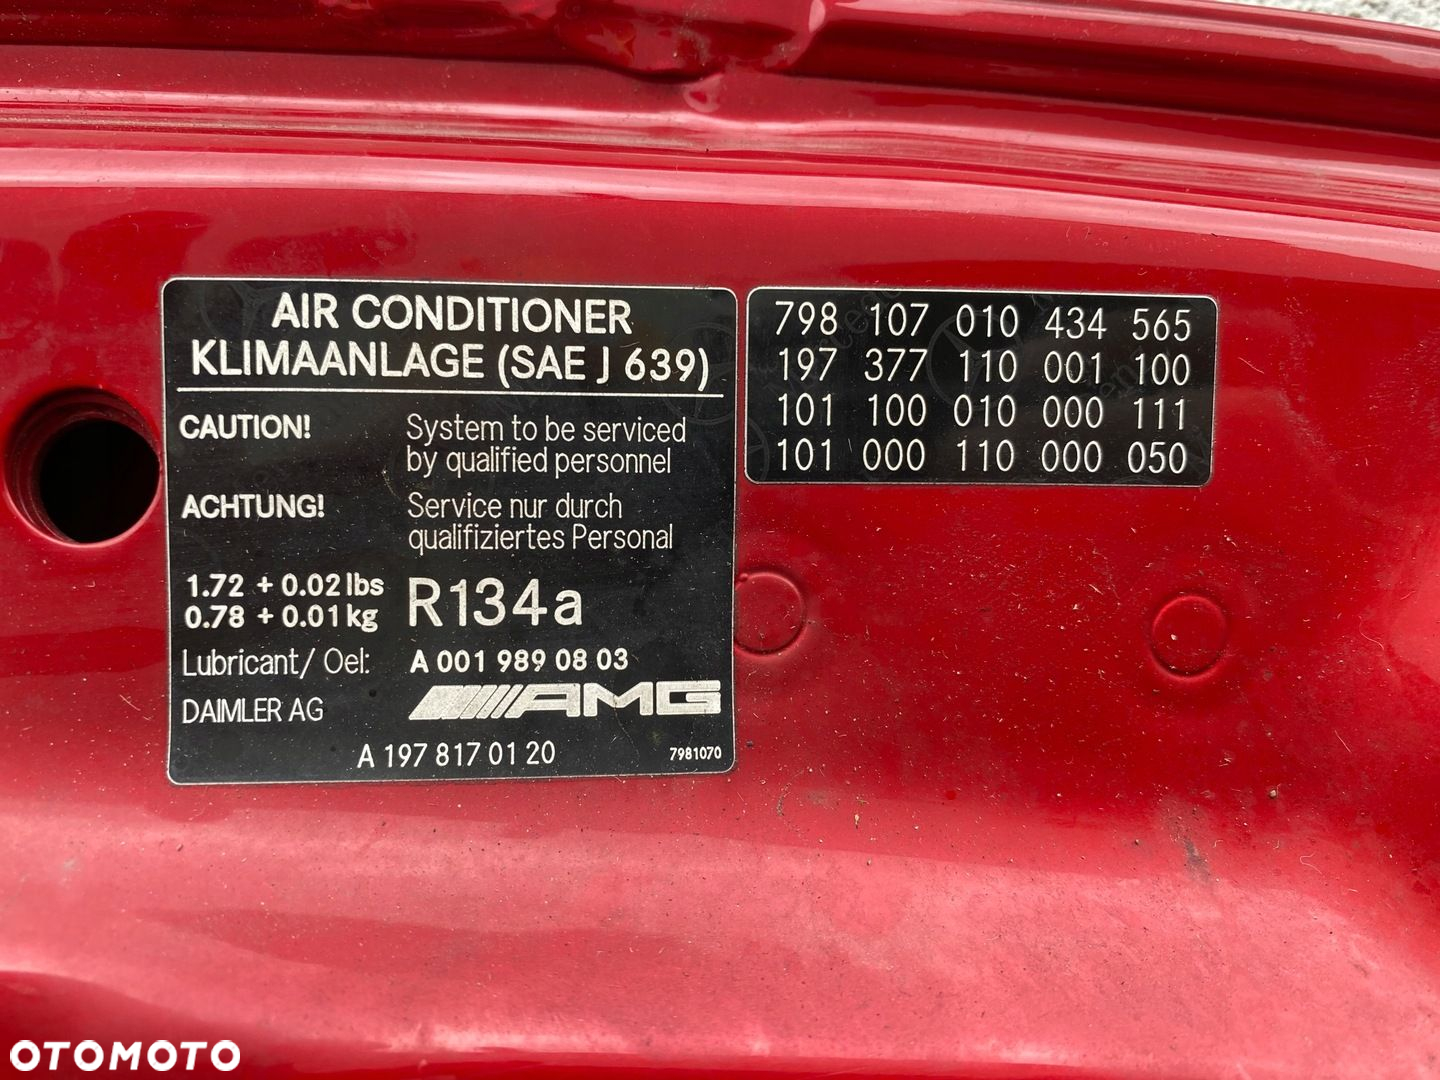 AIR CONDITIONER
KLIMAANLAGE (SAE J 639)
CAUTION! System to be serviced
by qualified personnel
ACHTUNG! Service nur durch
qualifiziertes Personal
1.72 + 0.02 lbs
0.78 + 0.01 kg
R134a
Lubricant/ Oel: A 001 989 08 03
DAIMLER AG AMG
A 197 817 01 20 7981070
798 107 010 434 565
197 377 110 001 100
101 100 010 000 111
101 000 110 000 050
OTOMOTO